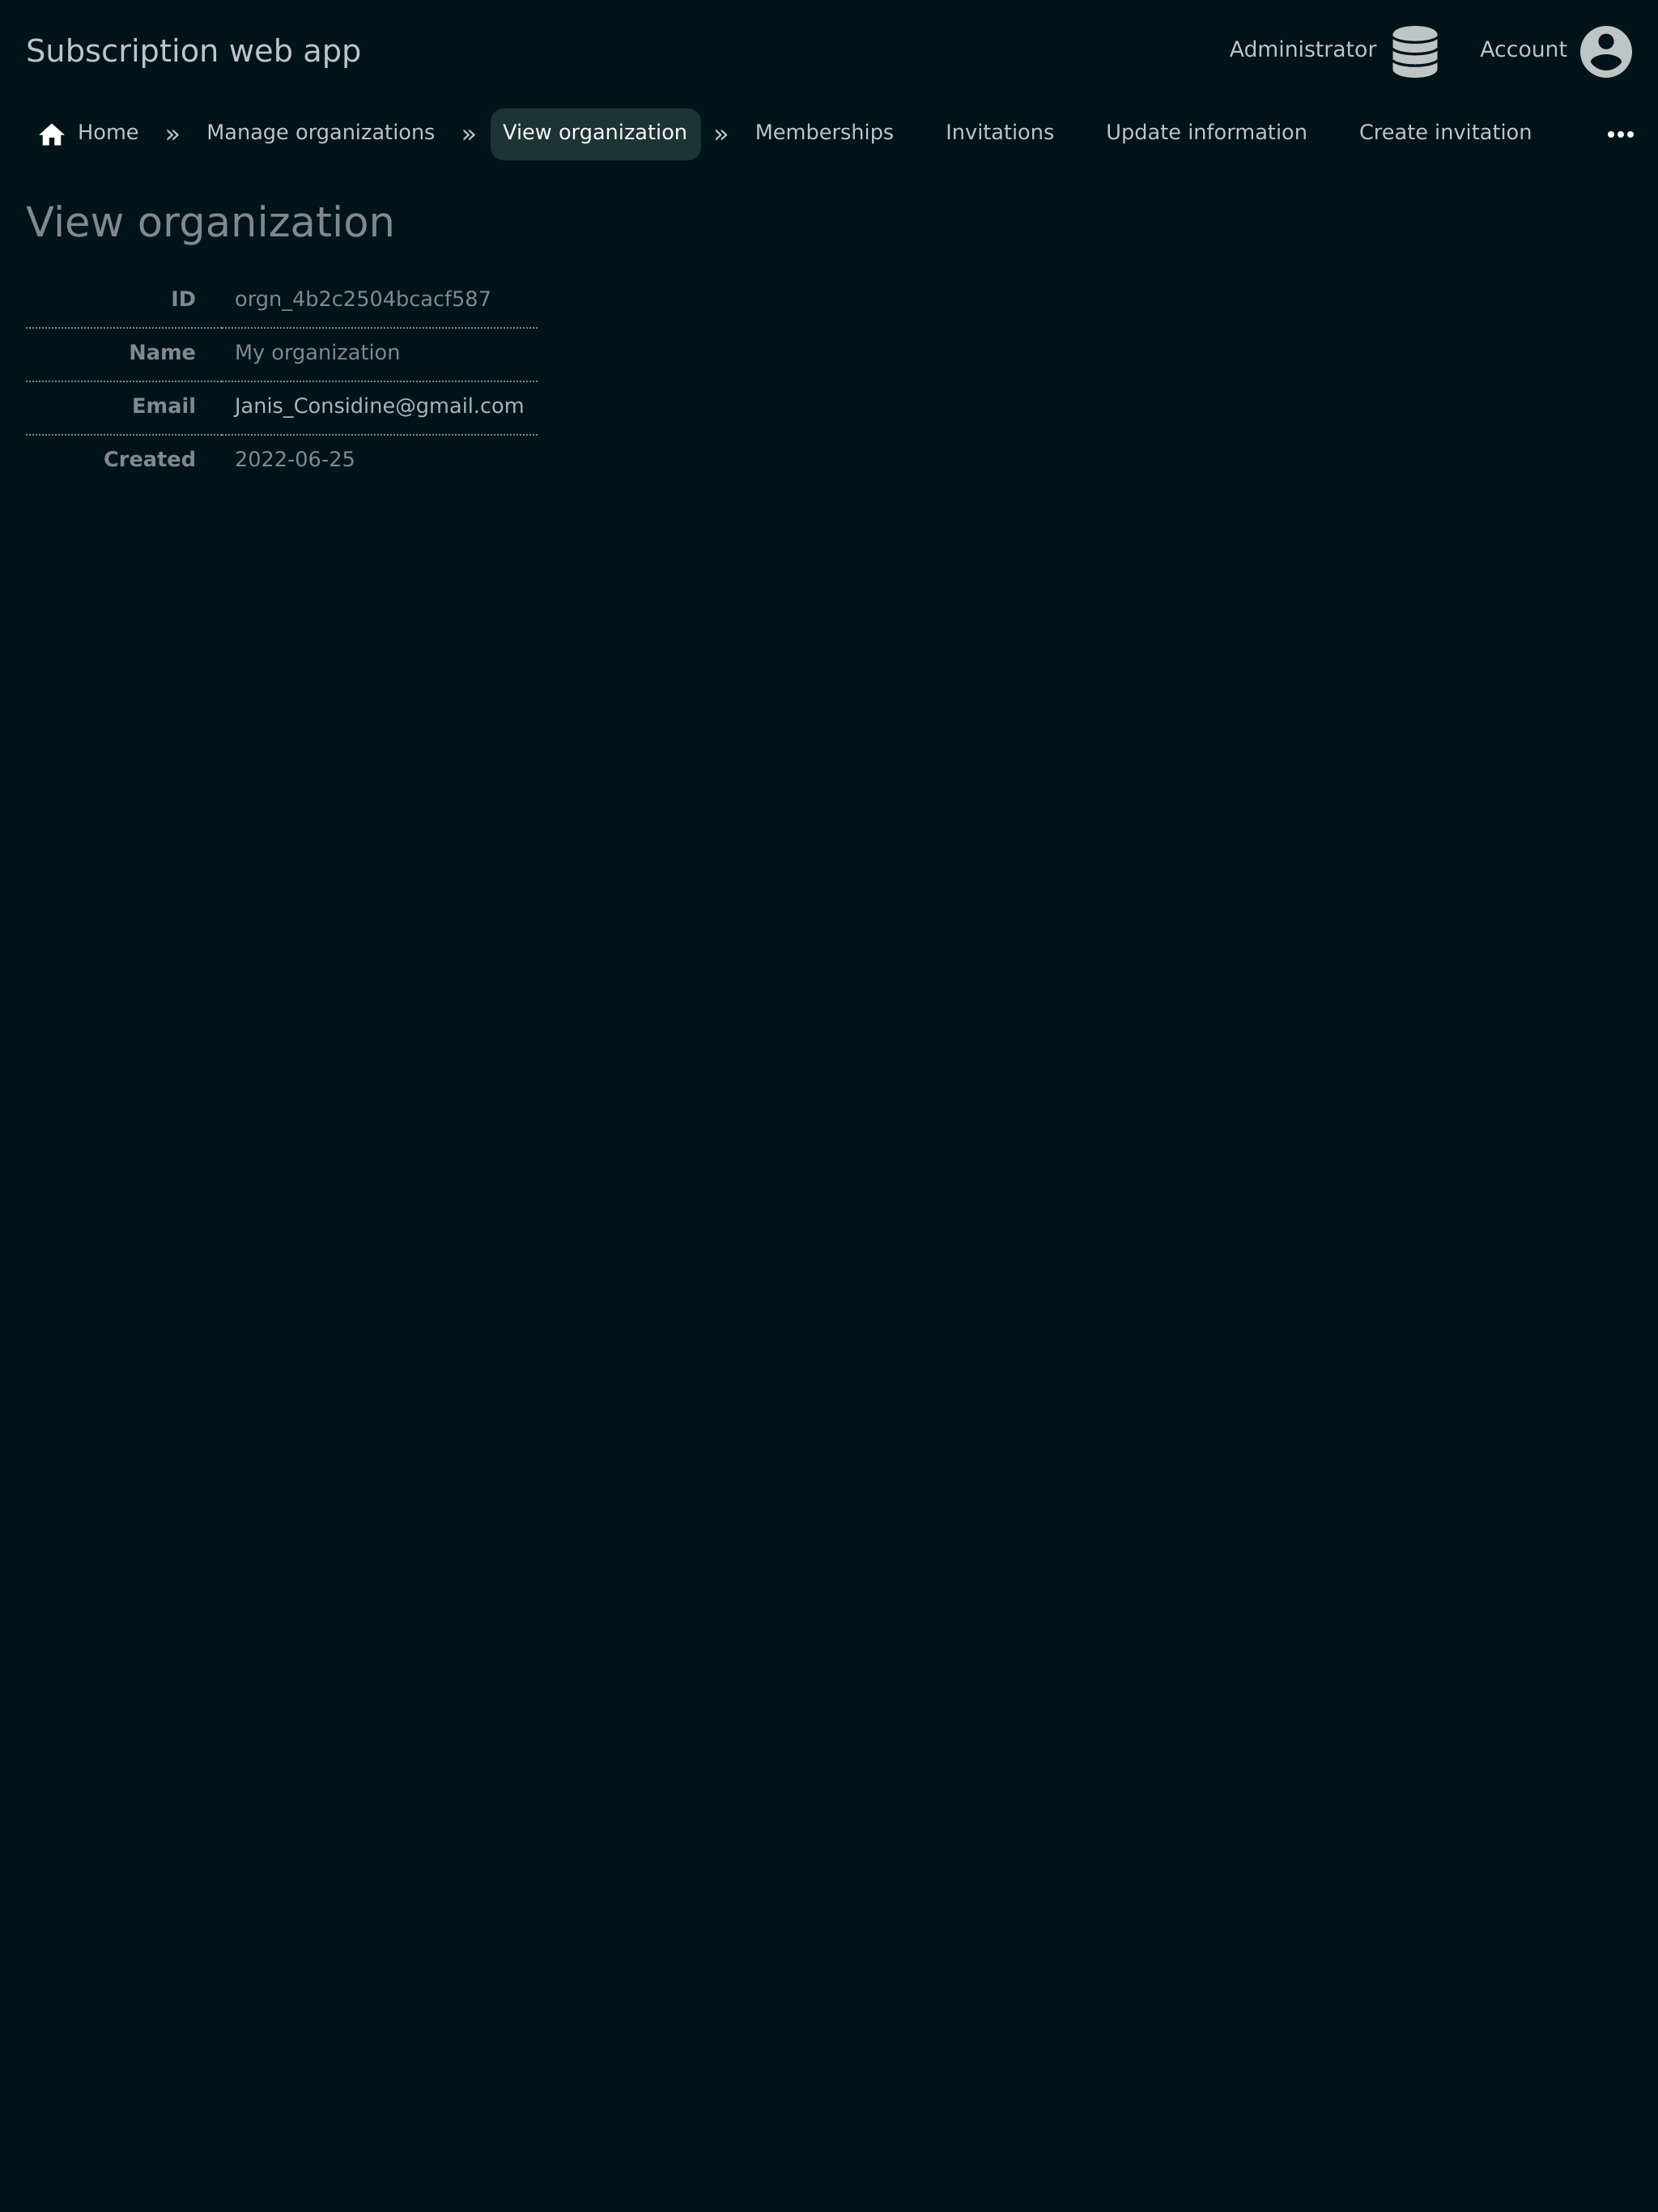 Subscription web app Administrator Account
Home » Manage organizations » View organization » Memberships Invitations Update information Create invitation •••
View organization
ID orgn_4b2c2504bcacf587
Name My organization
Email Janis_Considine@gmail.com
Created 2022-06-25